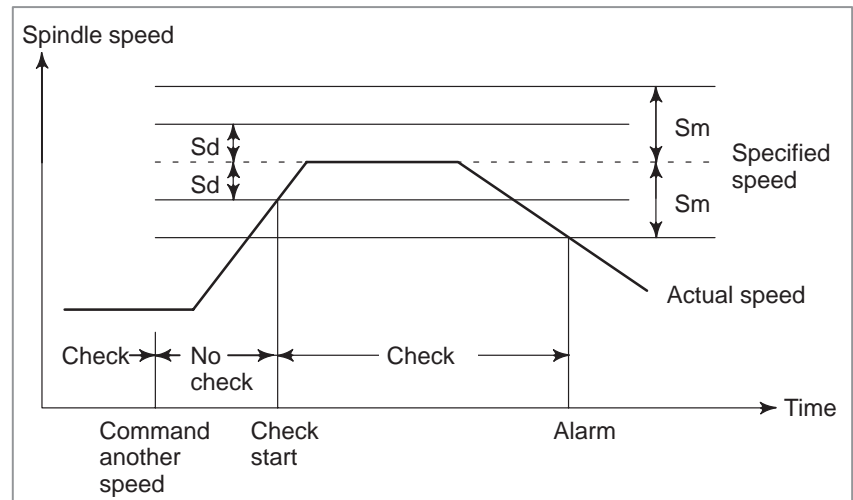 Spindle speed
Sd
Sd
Sm
Sm
Specified
speed
Actual speed
Check
No
check
Check
Time
Command
another
speed
Check
start
Alarm